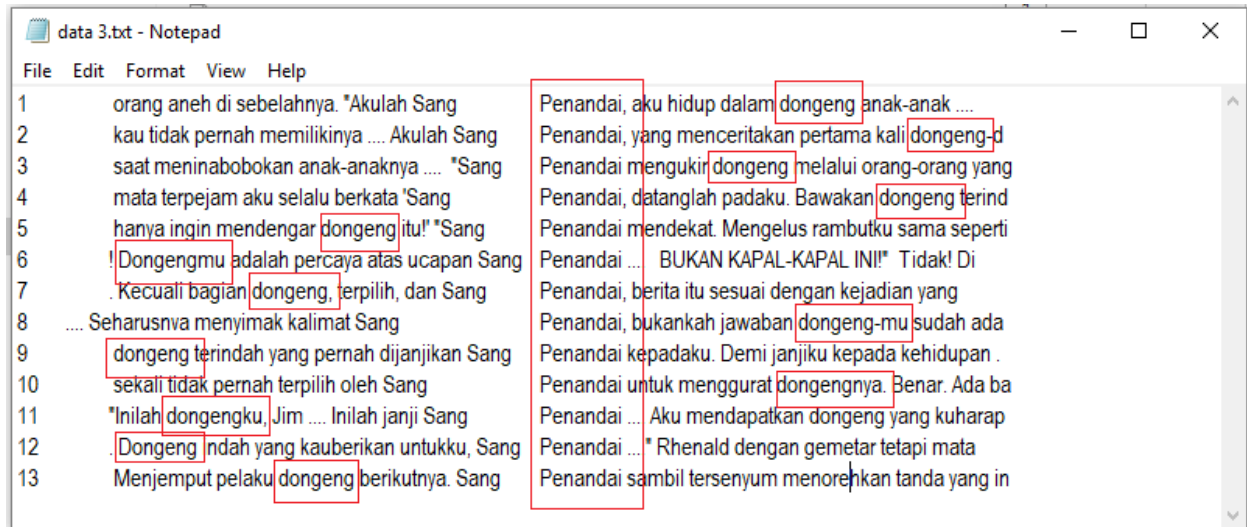 data 3.txt - Notepad
File Edit Format View Help
1 orang aneh di sebelahnya. "Akulah Sang Penandai, aku hidup dalam dongeng anak-anak ....
2 kau tidak pernah memilikinya .... Akulah Sang Penandai, yang menceritakan pertama kali dongeng-d
3 saat meninabobokan anak-anaknya .... "Sang Penandai mengukir dongeng melalui orang-orang yang
4 mata terpejam aku selalu berkata 'Sang Penandai, datanglah padaku. Bawakan dongeng terind
5 hanya ingin mendengar dongeng itu!' "Sang Penandai mendekat. Mengelus rambutku sama seperti
6 ! Dongengmu adalah percaya atas ucapan Sang Penandai ... BUKAN KAPAL-KAPAL INI!" Tidak! Di
7 . Kecuali bagian dongeng, terpilih, dan Sang Penandai, berita itu sesuai dengan kejadian yang
8 .... Seharusnva menyimak kalimat Sang Penandai, bukankah jawaban dongeng-mu sudah ada
9 dongeng terindah yang pernah dijanjikan Sang Penandai kepadaku. Demi janjiku kepada kehidupan .
10 sekali tidak pernah terpilih oleh Sang Penandai untuk menggurat dongengnya. Benar. Ada ba
11 "Inilah dongengku, Jim .... Inilah janji Sang Penandai ... Aku mendapatkan dongeng yang kuharap
12 . Dongeng indah yang kauberikan untukku, Sang Penandai ... " Rhenald dengan gemetar tetapi mata
13 Menjemput pelaku dongeng berikutnya. Sang Penandai sambil tersenyum menorehkan tanda yang in